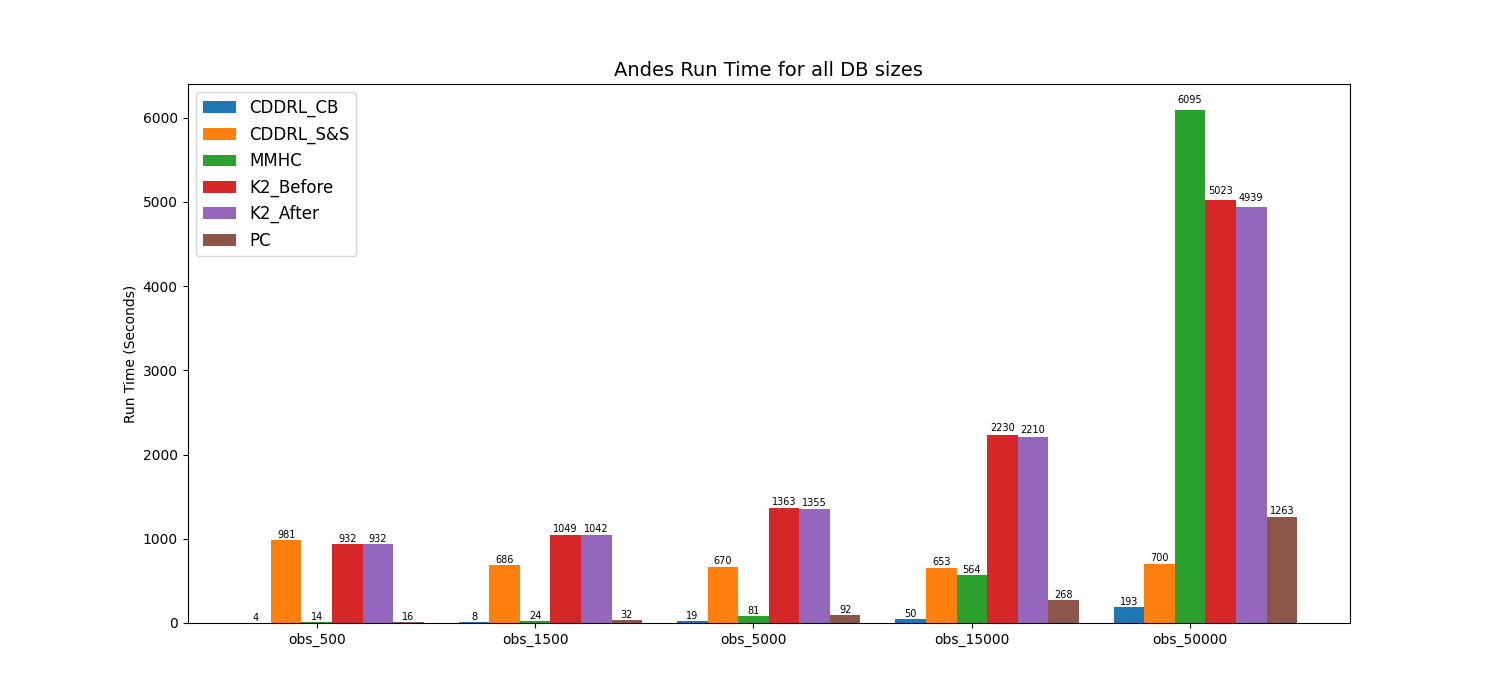 Andes Run Time for all DB sizes
CDDRL_CB
CDDRL_S&S
MMHC
K2_Before
K2_After
PC
Run Time (Seconds)
6000
5000
4000
3000
2000
1000
0
4
981
14
932
932
16
8
686
24
1049
1042
32
19
670
81
1363
1355
92
50
653
564
2230
2210
268
193
700
6095
5023
4939
1263
obs_500
obs_1500
obs_5000
obs_15000
obs_50000